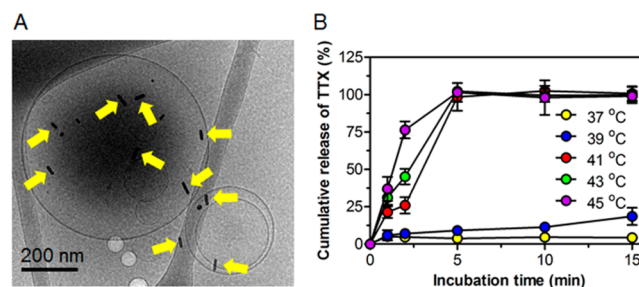 A
200 nm
B
Cumulative release of TTX (%)
125
100
75
50
25
0
0
5
10
15
Incubation time (min)
37 °C
39 °C
41 °C
43 °C
45 °C